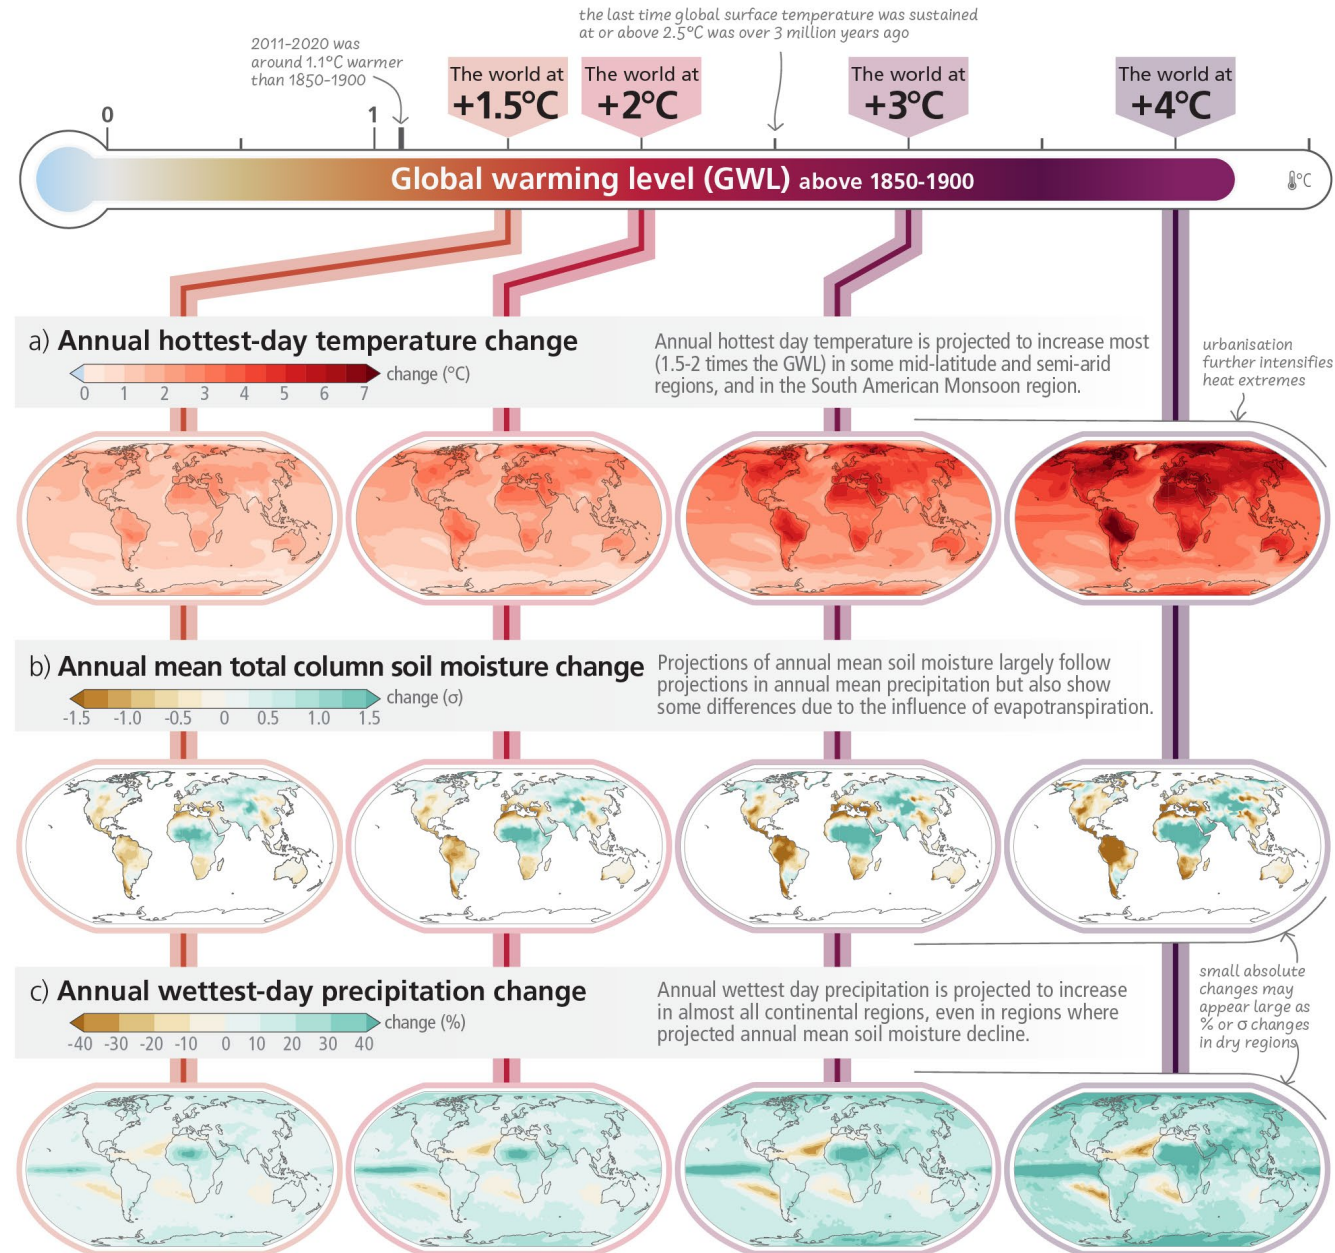 the last time global surface temperature was sustained
at or above 2.5°C was over 3 million years ago
2011-2020 was
around 1.1°C warmer
than 1850-1900
The world at
+1.5°C
The world at
+2°C
The world at
+3°C
The world at
+4°C
0
1
Global warming level (GWL) above 1850-1900
°C
a) Annual hottest-day temperature change
change (°C)
0 1 2 3 4 5 6 7
Annual hottest day temperature is projected to increase most
(1.5-2 times the GWL) in some mid-latitude and semi-arid
regions, and in the South American Monsoon region.
urbanisation
further intensifies
heat extremes
b) Annual mean total column soil moisture change
change (σ)
-1.5 -1.0 -0.5 0 0.5 1.0 1.5
Projections of annual mean soil moisture largely follow
projections in annual mean precipitation but also show
some differences due to the influence of evapotranspiration.
c) Annual wettest-day precipitation change
change (%)
-40 -30 -20 -10 0 10 20 30 40
Annual wettest day precipitation is projected to increase
in almost all continental regions, even in regions where
projected annual mean soil moisture decline.
small absolute
changes may
appear large as
% or σ changes
in dry regions